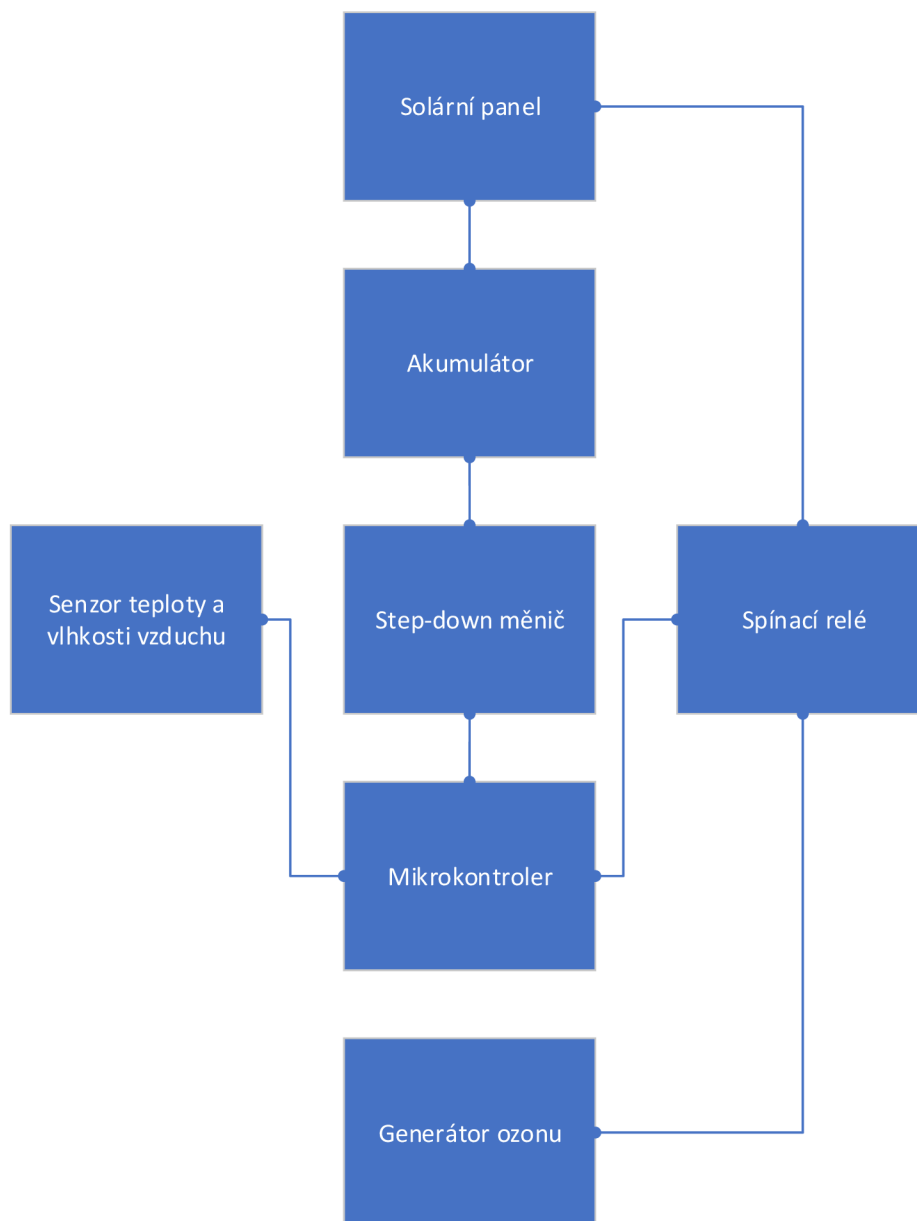 Solární panel
Akumulátor
Senzor teploty a
vlhkosti vzduchu
Step-down měnič
Spínací relé
Mikrokontroler
Generátor ozonu